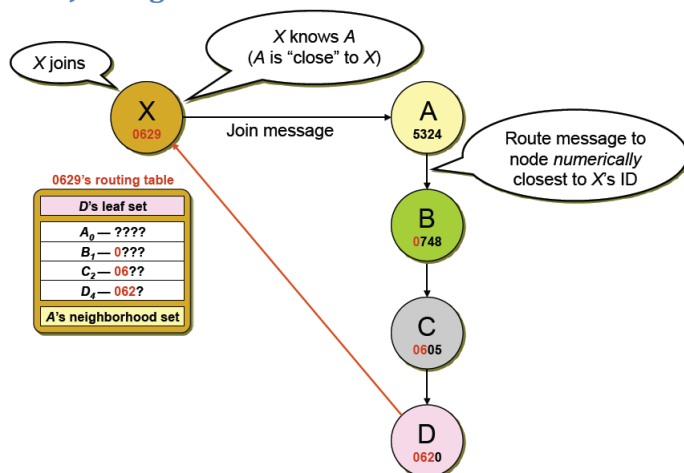 X joins
X knows A
(A is “close” to X)
X
0629
Join message
A
5324
Route message to
node numerically
closest to X’s ID
0629’s routing table
D’s leaf set
A0 — ????
B1 — 0???
C2 — 06??
D4 — 062?
A’s neighborhood set
B
0748
C
0605
D
0620